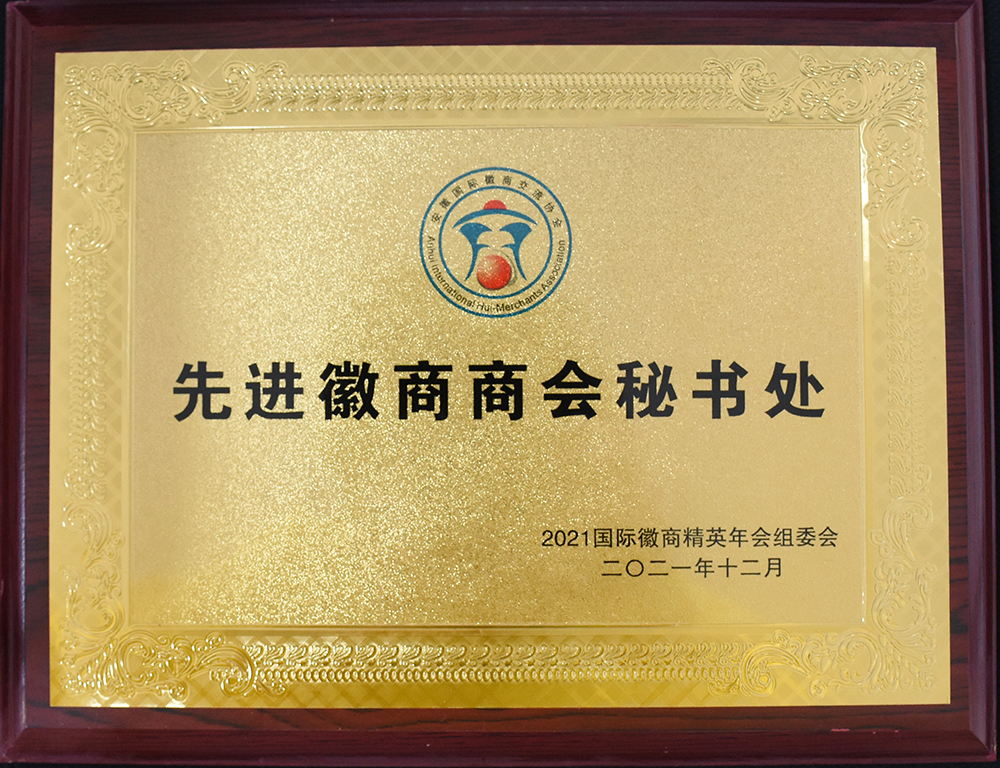 安徽国际徽商交流协会
Anhui International Hui-Merchants Association
先进徽商商会秘书处
2021国际徽商精英年会组委会
二〇二一年十二月